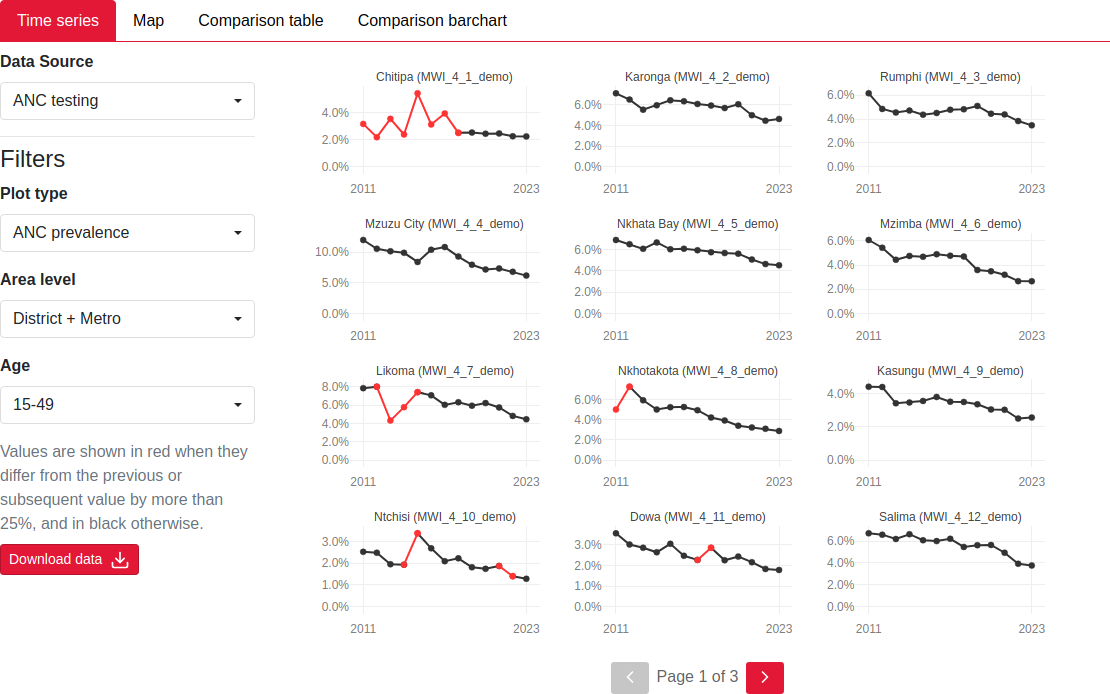 Time series Map Comparison table Comparison barchart
Data Source
ANC testing
Filters
Plot type
ANC prevalence
Area level
District + Metro
Age
15-49
Values are shown in red when they
differ from the previous or
subsequent value by more than
25%, and in black otherwise.
Download data
Chitipa (MWI_4_1_demo)
4.0%
2.0%
0.0%
2011 2023
Karonga (MWI_4_2_demo)
6.0%
4.0%
2.0%
0.0%
2011 2023
Rumphi (MWI_4_3_demo)
6.0%
4.0%
2.0%
0.0%
2011 2023
Mzuzu City (MWI_4_4_demo)
10.0%
5.0%
0.0%
2011 2023
Nkhata Bay (MWI_4_5_demo)
6.0%
4.0%
2.0%
0.0%
2011 2023
Mzimba (MWI_4_6_demo)
6.0%
4.0%
2.0%
0.0%
2011 2023
Likoma (MWI_4_7_demo)
8.0%
6.0%
4.0%
2.0%
0.0%
2011 2023
Nkhotakota (MWI_4_8_demo)
6.0%
4.0%
2.0%
0.0%
2011 2023
Kasungu (MWI_4_9_demo)
4.0%
2.0%
0.0%
2011 2023
Ntchisi (MWI_4_10_demo)
3.0%
2.0%
1.0%
0.0%
2011 2023
Dowa (MWI_4_11_demo)
3.0%
2.0%
1.0%
0.0%
2011 2023
Salima (MWI_4_12_demo)
6.0%
4.0%
2.0%
0.0%
2011 2023
Page 1 of 3